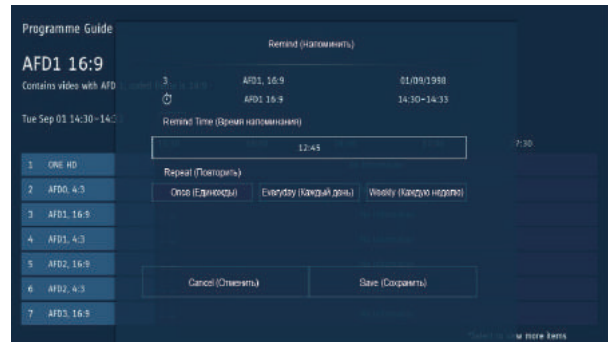 Programme Guide
Remind (Напомнить)
AFD1 16:9
Contains video with AFD
3 AFD1, 16:9 01/09/1998
AFD1 16:9 14:30-14:33
Tue Sep 01 14:30-14:
Remind Time (Время напоминания)
12:45
7:30
1 ONE HD
Repeat (Повторить)
2 AFD0, 4:3
Once (Единожды) Everyday (Каждый день) Weekly (Каждую неделю)
3 AFD1, 16:9
4 AFD1, 4:3
5 AFD2, 16:9
6 AFD2, 4:3
Cancel (Отменить) Save (Сохранить)
7 AFD3, 16:9
more items